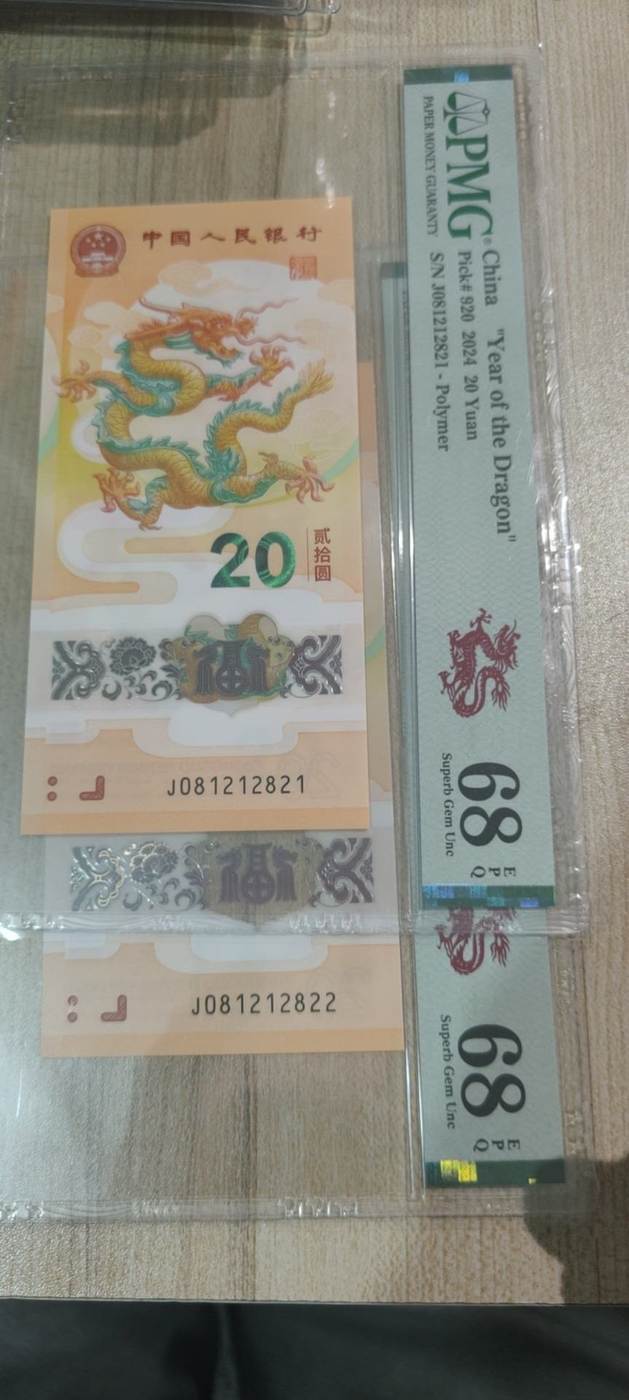 中国人民银行
20
贰拾圆
福
J081212821
福
J081212822
PMG®
PAPER MONEY GUARANTY
China "Year of the Dragon"
Pick# 920 2024 20 Yuan
S/N J081212821 - Polymer
68 EPQ
Superb Gem Unc
68 EPQ
Superb Gem Unc